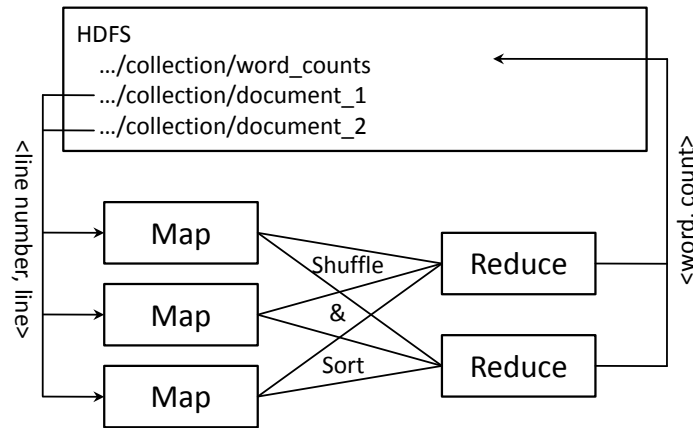 HDFS
.../collection/word_counts
.../collection/document_1
.../collection/document_2
<line number, line>
<word, count>
Map
Map
Map
Shuffle
&
Sort
Reduce
Reduce